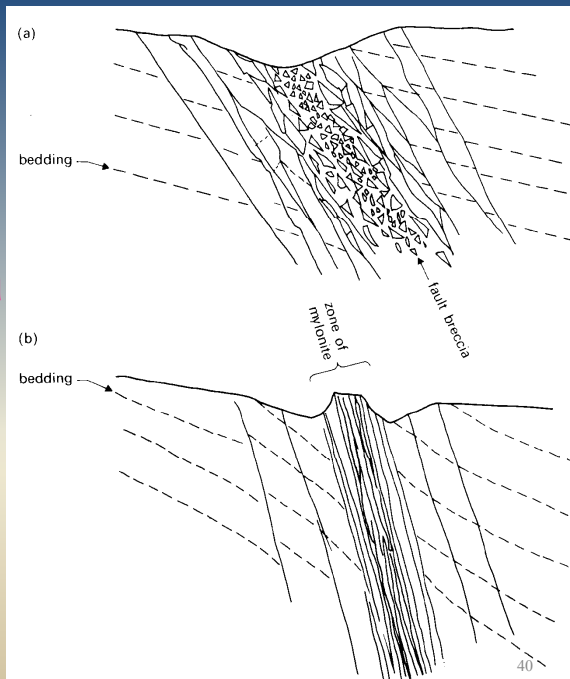 (a)
bedding
fault breccia
zone of
mylonite
(b)
bedding
40